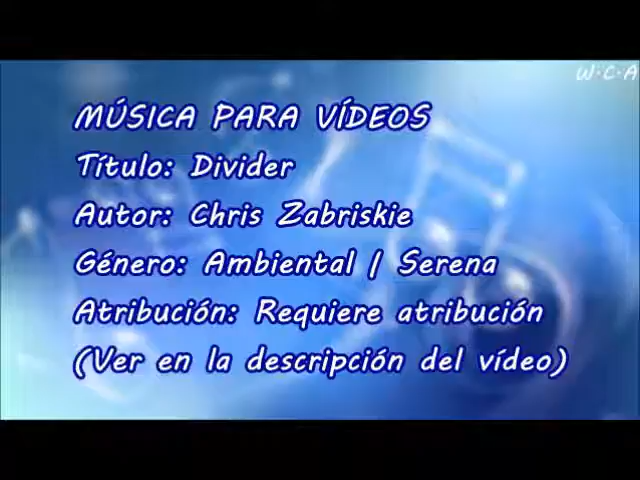 W.C.A
MÚSICA PARA VÍDEOS
Título: Divider
Autor: Chris Zabriskie
Género: Ambiental / Serena
Atribución: Requiere atribución
(Ver en la descripción del vídeo)